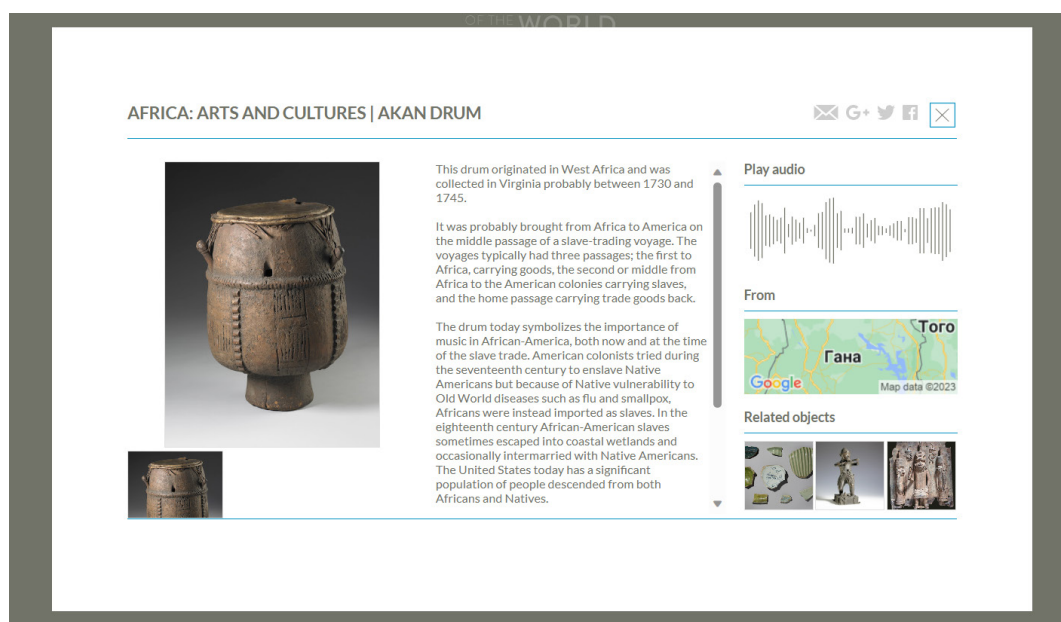 OF THE WORLD
AFRICA: ARTS AND CULTURES | AKAN DRUM
G+
This drum originated in West Africa and was
collected in Virginia probably between 1730 and
1745.
It was probably brought from Africa to America on
the middle passage of a slave-trading voyage. The
voyages typically had three passages; the first to
Africa, carrying goods, the second or middle from
Africa to the American colonies carrying slaves,
and the home passage carrying trade goods back.
The drum today symbolizes the importance of
music in African-America, both now and at the time
of the slave trade. American colonists tried during
the seventeenth century to enslave Native
Americans but because of Native vulnerability to
Old World diseases such as flu and smallpox,
Africans were instead imported as slaves. In the
eighteenth century African-American slaves
sometimes escaped into coastal wetlands and
occasionally intermarried with Native Americans.
The United States today has a significant
population of people descended from both
Africans and Natives.
Play audio
From
Того
Гана
Google
Map data ©2023
Related objects